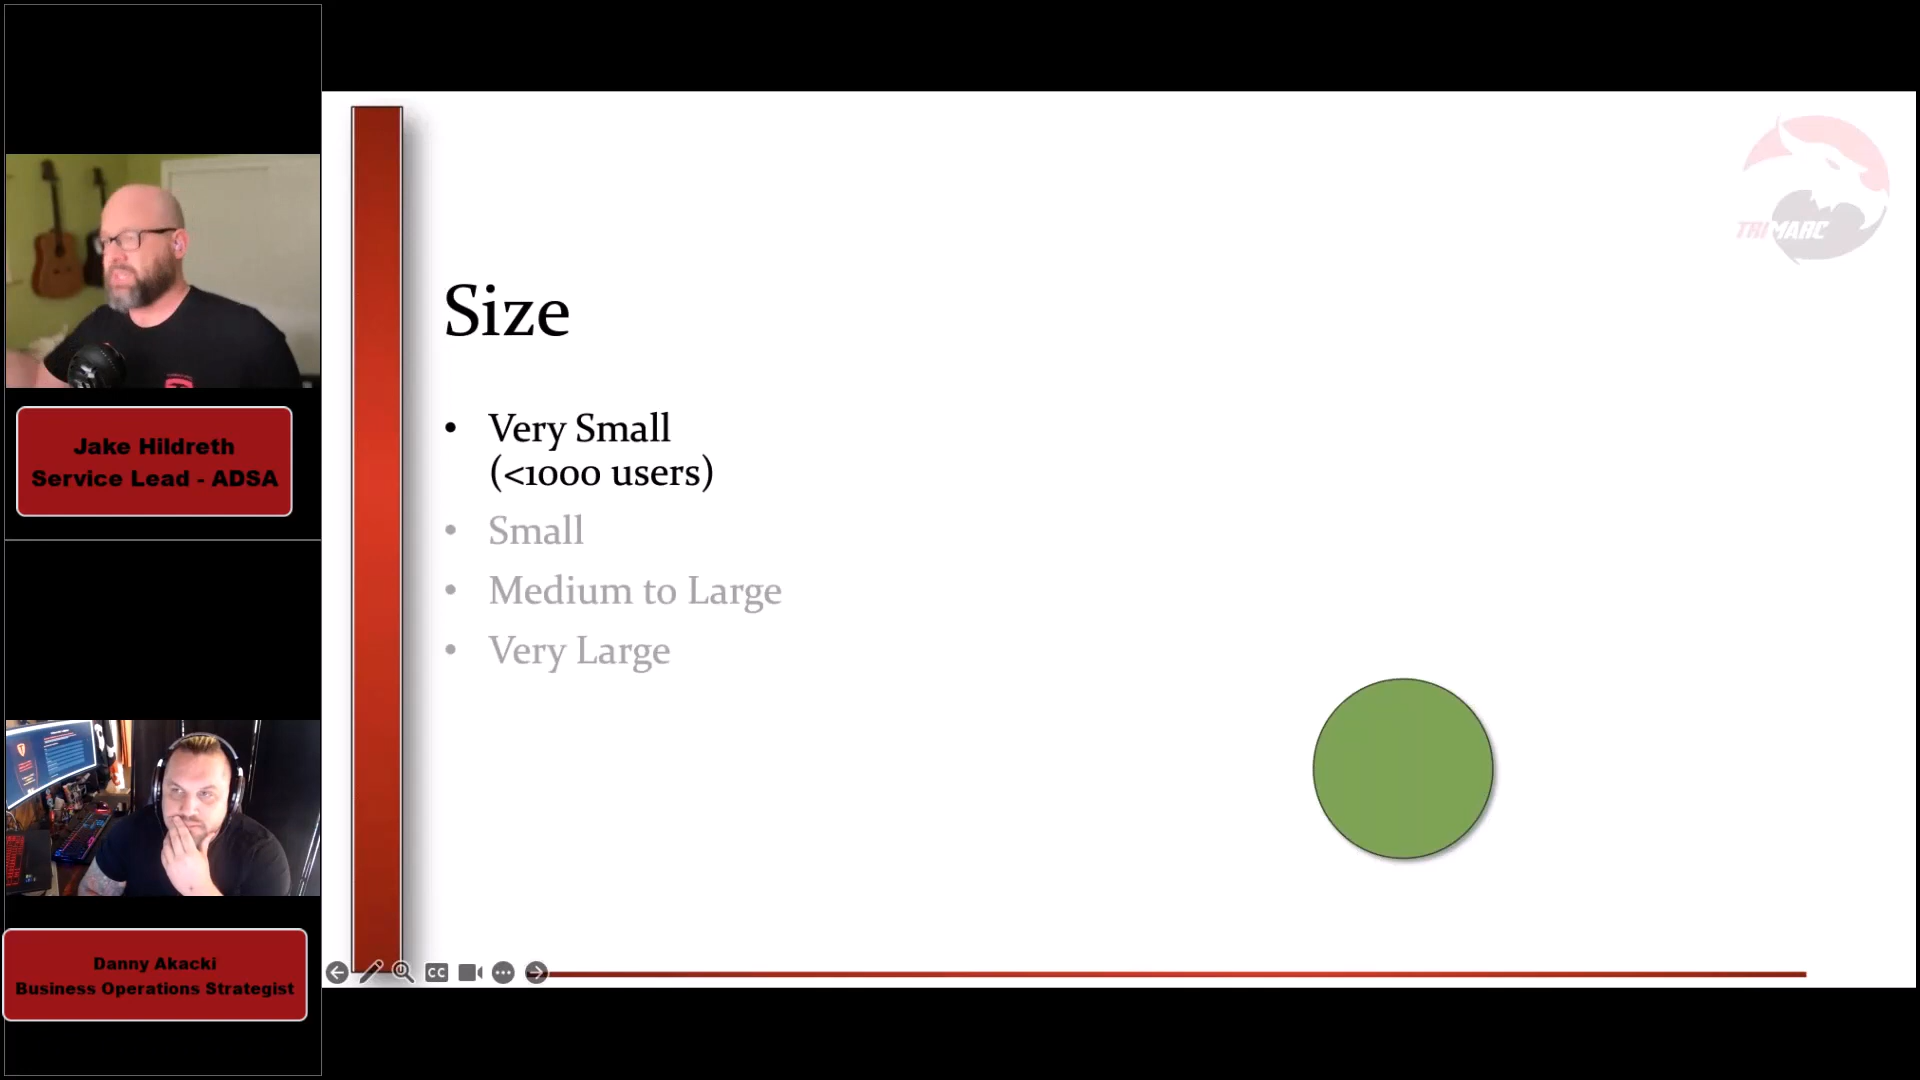 Jake Hildreth
Service Lead - ADSA
Danny Akacki
Business Operations Strategist
TRIMARC
Size
• Very Small
(<1000 users)
• Small
• Medium to Large
• Very Large
CC